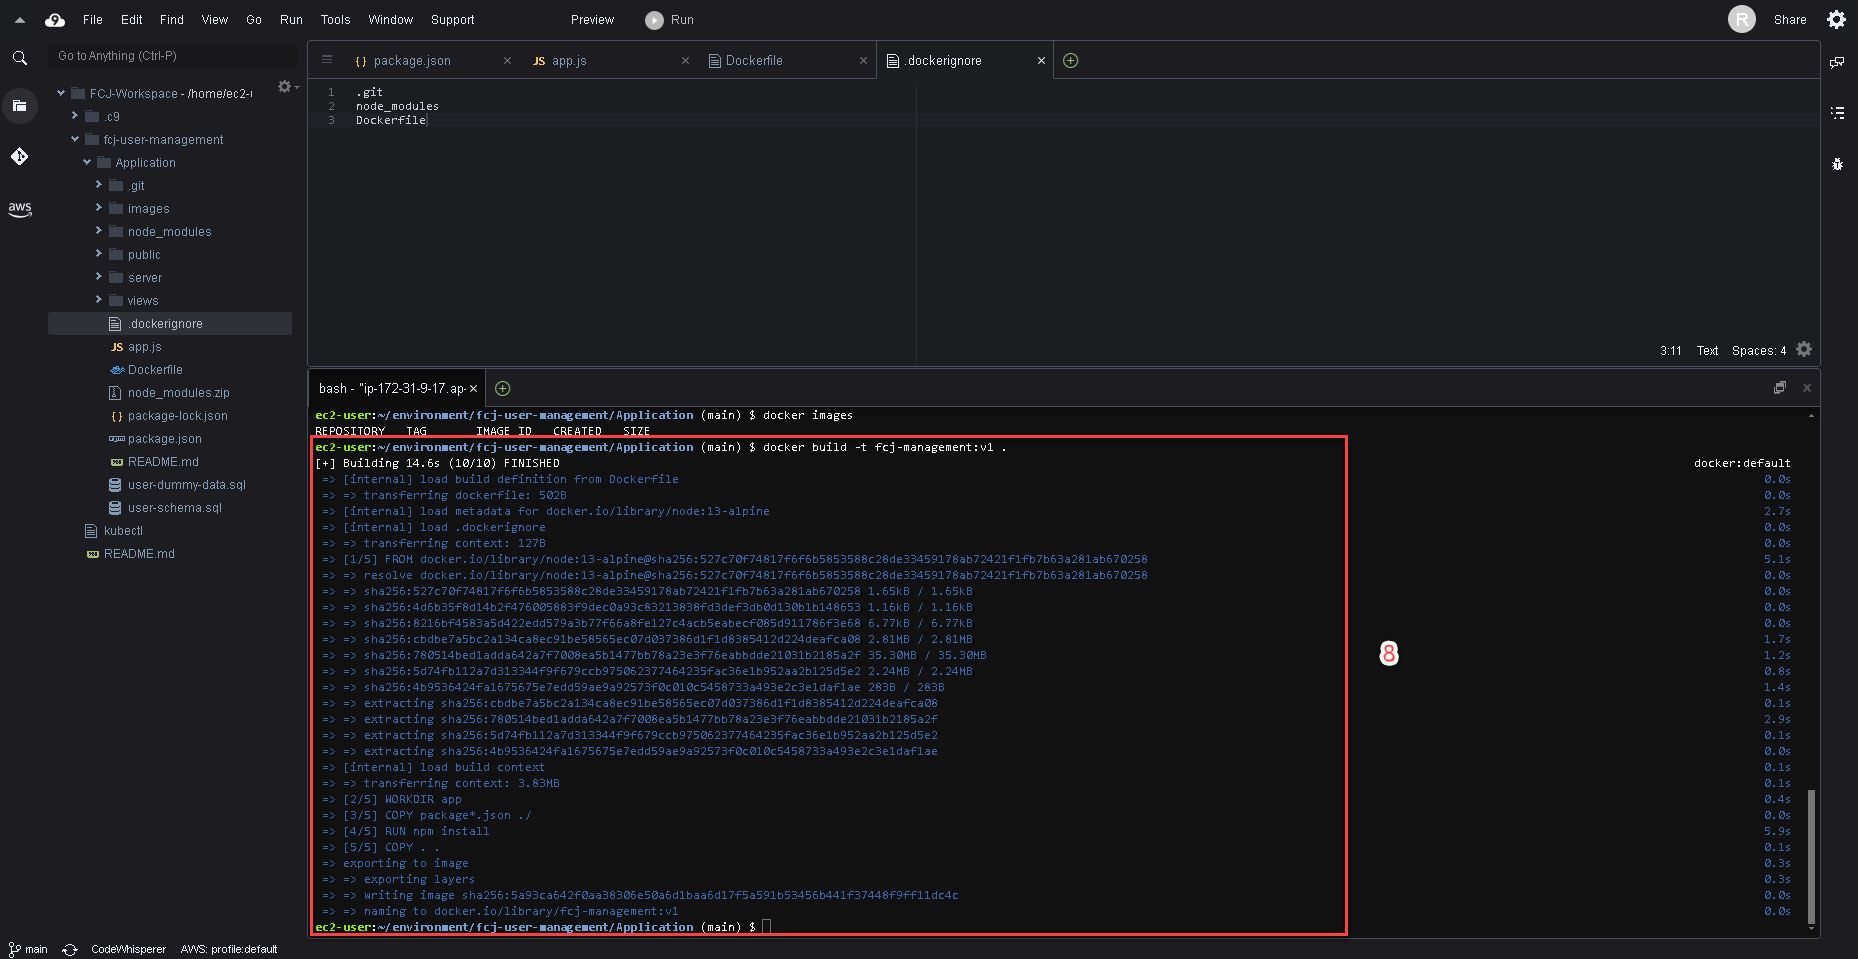 File Edit Find View Go Run Tools Window Support Preview Run R Share
Go to Anything (Ctrl-P)
{} package.json
JS app.js
Dockerfile
.dockerignore
FCJ-Workspace - /home/ec2-
.c9
fcj-user-management
Application
.git
images
node_modules
public
server
views
.dockerignore
JS app.js
Dockerfile
node_modules.zip
{} package-lock.json
package.json
README.md
user-dummy-data.sql
user-schema.sql
kubectl
README.md
aws
1 .git
2 node_modules
3 Dockerfile
3:11 Text Spaces: 4
bash - "ip-172-31-9-17.ap-
ec2-user:~/environment/fcj-user-management/Application (main) $ docker images
REPOSITORY TAG IMAGE ID CREATED SIZE
ec2-user:~/environment/fcj-user-management/Application (main) $ docker build -t fcj-management:v1 .
[+] Building 14.6s (10/10) FINISHED docker:default
=> [internal] load build definition from Dockerfile 0.0s
=> => transferring dockerfile: 502B 0.0s
=> [internal] load metadata for docker.io/library/node:13-alpine 2.7s
=> [internal] load .dockerignore 0.0s
=> => transferring context: 127B 0.0s
=> [1/5] FROM docker.io/library/node:13-alpine@sha256:527c70f74817f6f6b5853588c28de33459178ab72421f1fb7b63a281ab670258 5.1s
=> => resolve docker.io/library/node:13-alpine@sha256:527c70f74817f6f6b5853588c28de33459178ab72421f1fb7b63a281ab670258 0.0s
=> => sha256:527c70f74817f6f6b5853588c28de33459178ab72421f1fb7b63a281ab670258 1.65kB / 1.65kB 0.0s
=> => sha256:4d6b35f8d14b2f476005883f9dec0a93c83213838fd3def3db0d130b1b148653 1.16kB / 1.16kB 0.0s
=> => sha256:8216bf4583a5d422edd579a3b77f66a8fe127c4acb5eabecf085d911786f3e68 6.77kB / 6.77kB 0.0s
=> => sha256:cbdbe7a5bc2a134ca8ec91be58565ec07d037386d1f1d8385412d224deafca08 2.81MB / 2.81MB 1.7s
=> => sha256:780514bed1adda642a7f7008ea5b1477bb78a23e3f76eabbdde21031b2185a2f 35.30MB / 35.30MB 1.2s
=> => sha256:5d74fb112a7d313344f9f679ccb975062377464235fac36e1b952aa2b125d5e2 2.24MB / 2.24MB 0.8s
=> => sha256:4b9536424fa1675675e7edd59ae9a92573f0c010c5458733a493e2c3e1daf1ae 283B / 283B 1.4s
=> => extracting sha256:cbdbe7a5bc2a134ca8ec91be58565ec07d037386d1f1d8385412d224deafca08 0.1s
=> => extracting sha256:780514bed1adda642a7f7008ea5b1477bb78a23e3f76eabbdde21031b2185a2f 2.9s
=> => extracting sha256:5d74fb112a7d313344f9f679ccb975062377464235fac36e1b952aa2b125d5e2 0.1s
=> => extracting sha256:4b9536424fa1675675e7edd59ae9a92573f0c010c5458733a493e2c3e1daf1ae 0.0s
=> [internal] load build context 0.1s
=> => transferring context: 3.83MB 0.1s
=> [2/5] WORKDIR app 0.4s
=> [3/5] COPY package*.json ./ 0.0s
=> [4/5] RUN npm install 5.9s
=> [5/5] COPY . . 0.1s
=> exporting to image 0.3s
=> => exporting layers 0.3s
=> => writing image sha256:5a93ca642f0aa38306e50a6d1baa6d17f5a591b53456b441f37448f9ff11dc4c 0.0s
=> => naming to docker.io/library/fcj-management:v1 0.0s
ec2-user:~/environment/fcj-user-management/Application (main) $
8
main CodeWhisperer AWS: profile:default